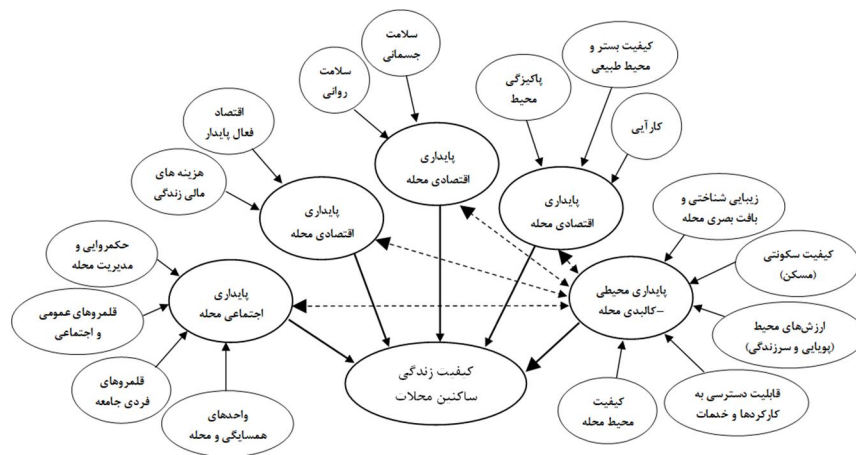 سلامت
جسمانی
کیفیت بستر و
محیط طبیعی
سلامت
روانی
پاکیزگی
محیط
کارآیی
اقتصاد
فعال پایدار
هزینه های
مالی زندگی
پایداری
اقتصادی محله
پایداری
اقتصادی محله
پایداری
اقتصادی محله
زیبایی شناختی و
بافت بصری محله
حکمروایی و
مدیریت محله
کیفیت سکونتی
(مسکن)
پایداری
اجتماعی محله
پایداری محیطی
–کالبدی محله
قلمروهای عمومی
و اجتماعی
ارزش‌های محیط
(پویایی و سرزندگی)
قلمروهای
فردی جامعه
کیفیت زندگی
ساکنین محلات
قابلیت دسترسی به
کارکردها و خدمات
واحدهای
همسایگی و محله
کیفیت
محیط محله